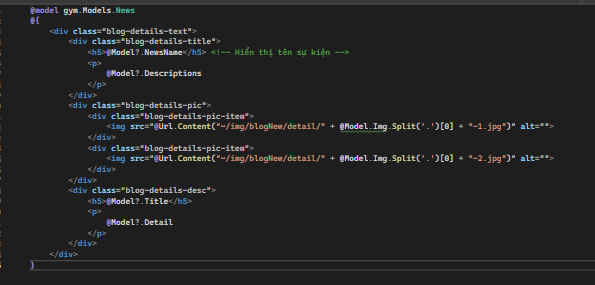 @model gym.Models.News
@{
<div class="blog-details-text">
<div class="blog-details-title">
<h5>@Model?.NewsName</h5> <!-- Hiển thị tên sự kiện -->
<p>
@Model?.Descriptions
</p>
</div>
<div class="blog-details-pic">
<div class="blog-details-pic-item">
<img src="@Url.Content("~/img/blogNem/detail/" + @Model.Img.Split('.')[0] + "-1.jpg")" alt="">
</div>
<div class="blog-details-pic-item">
<img src="@Url.Content("~/img/blogNem/detail/" + @Model.Img.Split('.')[0] + "-2.jpg")" alt="">
</div>
</div>
<div class="blog-details-desc">
<h5>@Model?.Title</h5>
<p>
@Model?.Detail
</p>
</div>
</div>
}